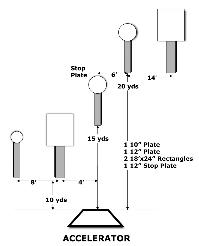 Stop
Plate
6'
14'
20 yds
15 yds
1 10" Plate
1 12" Plate
2 18'x24" Rectangles
1 12" Stop Plate
8'
4'
10 yds
ACCELERATOR